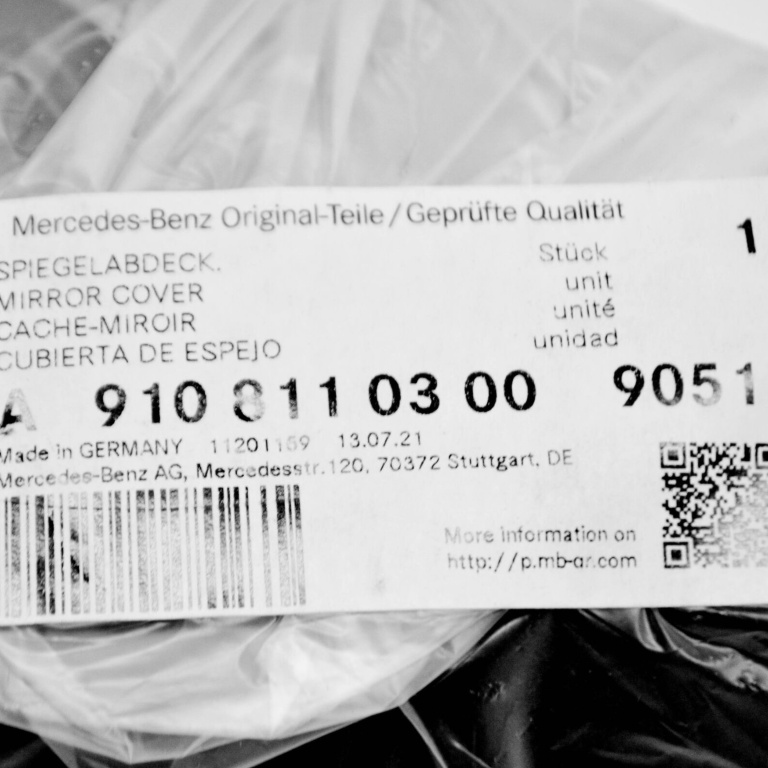 Mercedes-Benz Original-Teile / Geprüfte Qualität
SPIEGELABDECK. Stück 1
MIRROR COVER unit
CACHE-MIROIR unité
CUBIERTA DE ESPEJO unidad
A 910 811 03 00 9051
Made in GERMANY 11201159 13.07.21
Mercedes-Benz AG, Mercedesstr.120, 70372 Stuttgart, DE
More information on
http://p.mb-qr.com